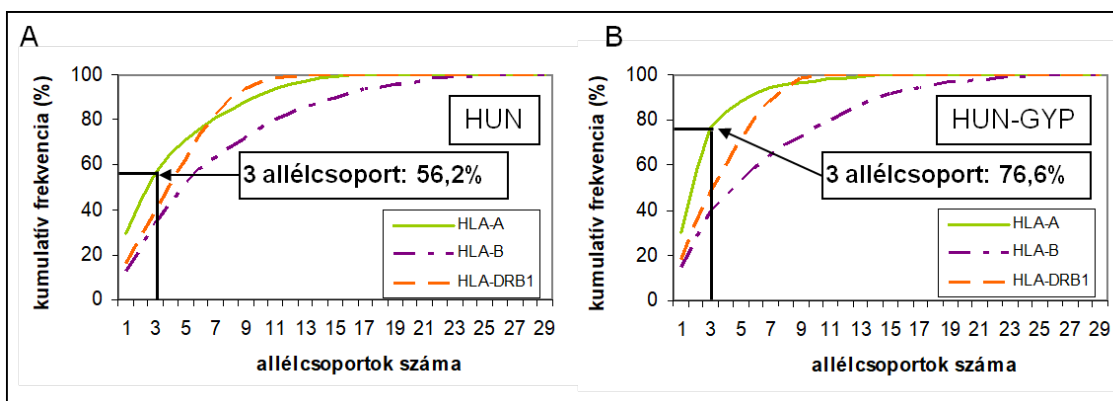 A
kumulatív frekvencia (%)
100
80
60
40
20
0
HUN
3 allélcsoport: 56,2%
HLA-A
HLA-B
HLA-DRB1
1 3 5 7 9 11 13 15 17 19 21 23 25 27 29
allélcsoportok száma
B
kumulatív frekvencia (%)
100
80
60
40
20
0
HUN-GYP
3 allélcsoport: 76,6%
HLA-A
HLA-B
HLA-DRB1
1 3 5 7 9 11 13 15 17 19 21 23 25 27 29
allélcsoportok száma